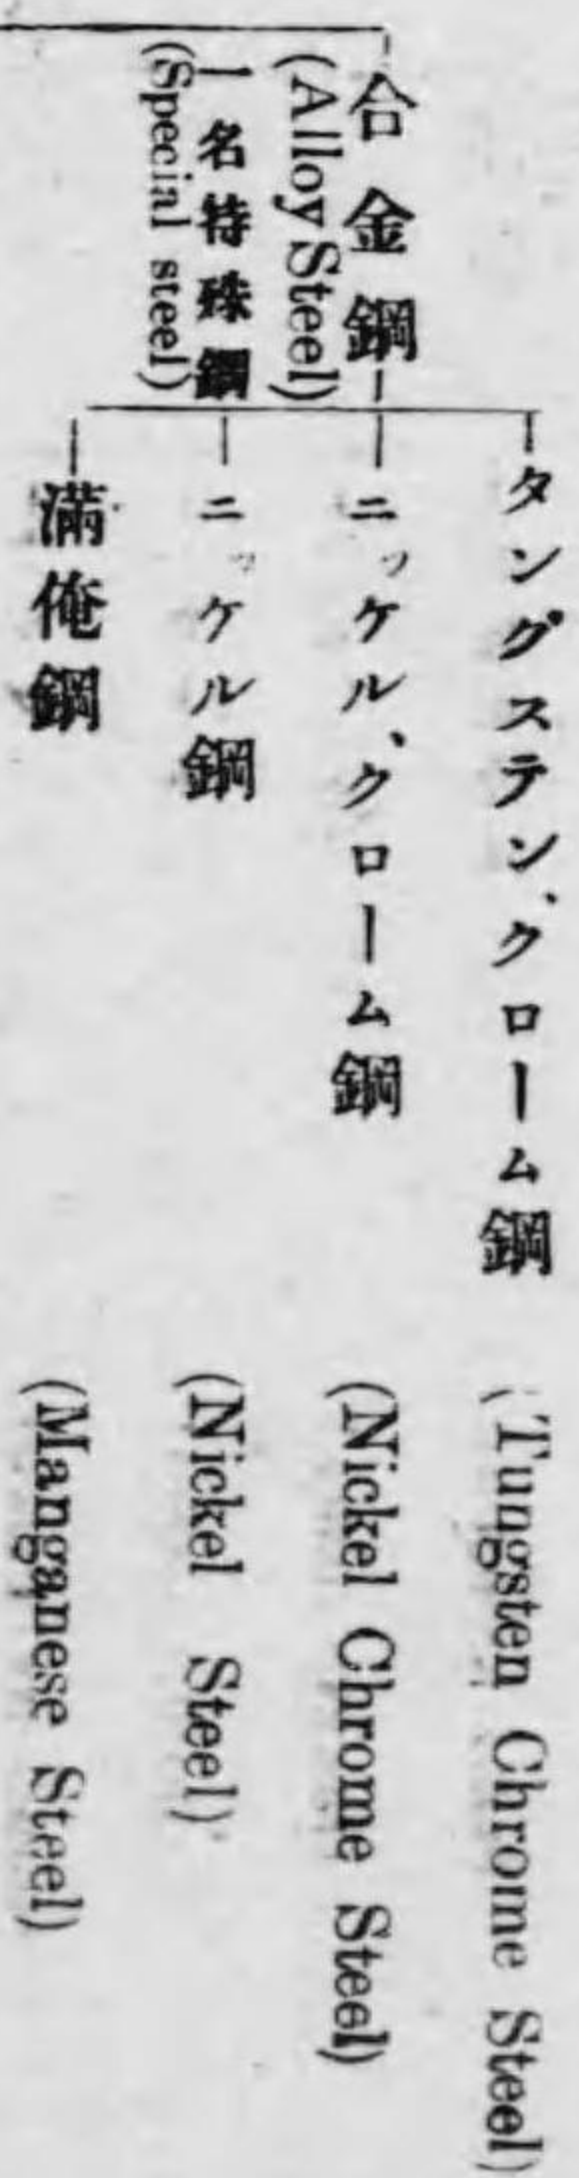 合金鋼
(Alloy Steel)
一名特殊鋼
(Special steel)
タングステン、クローム鋼 (Tungsten Chrome Steel)
ニッケル、クローム鋼 (Nickel Chrome Steel)
ニッケル鋼 (Nickel Steel)
滿俺鋼 (Manganese Steel)